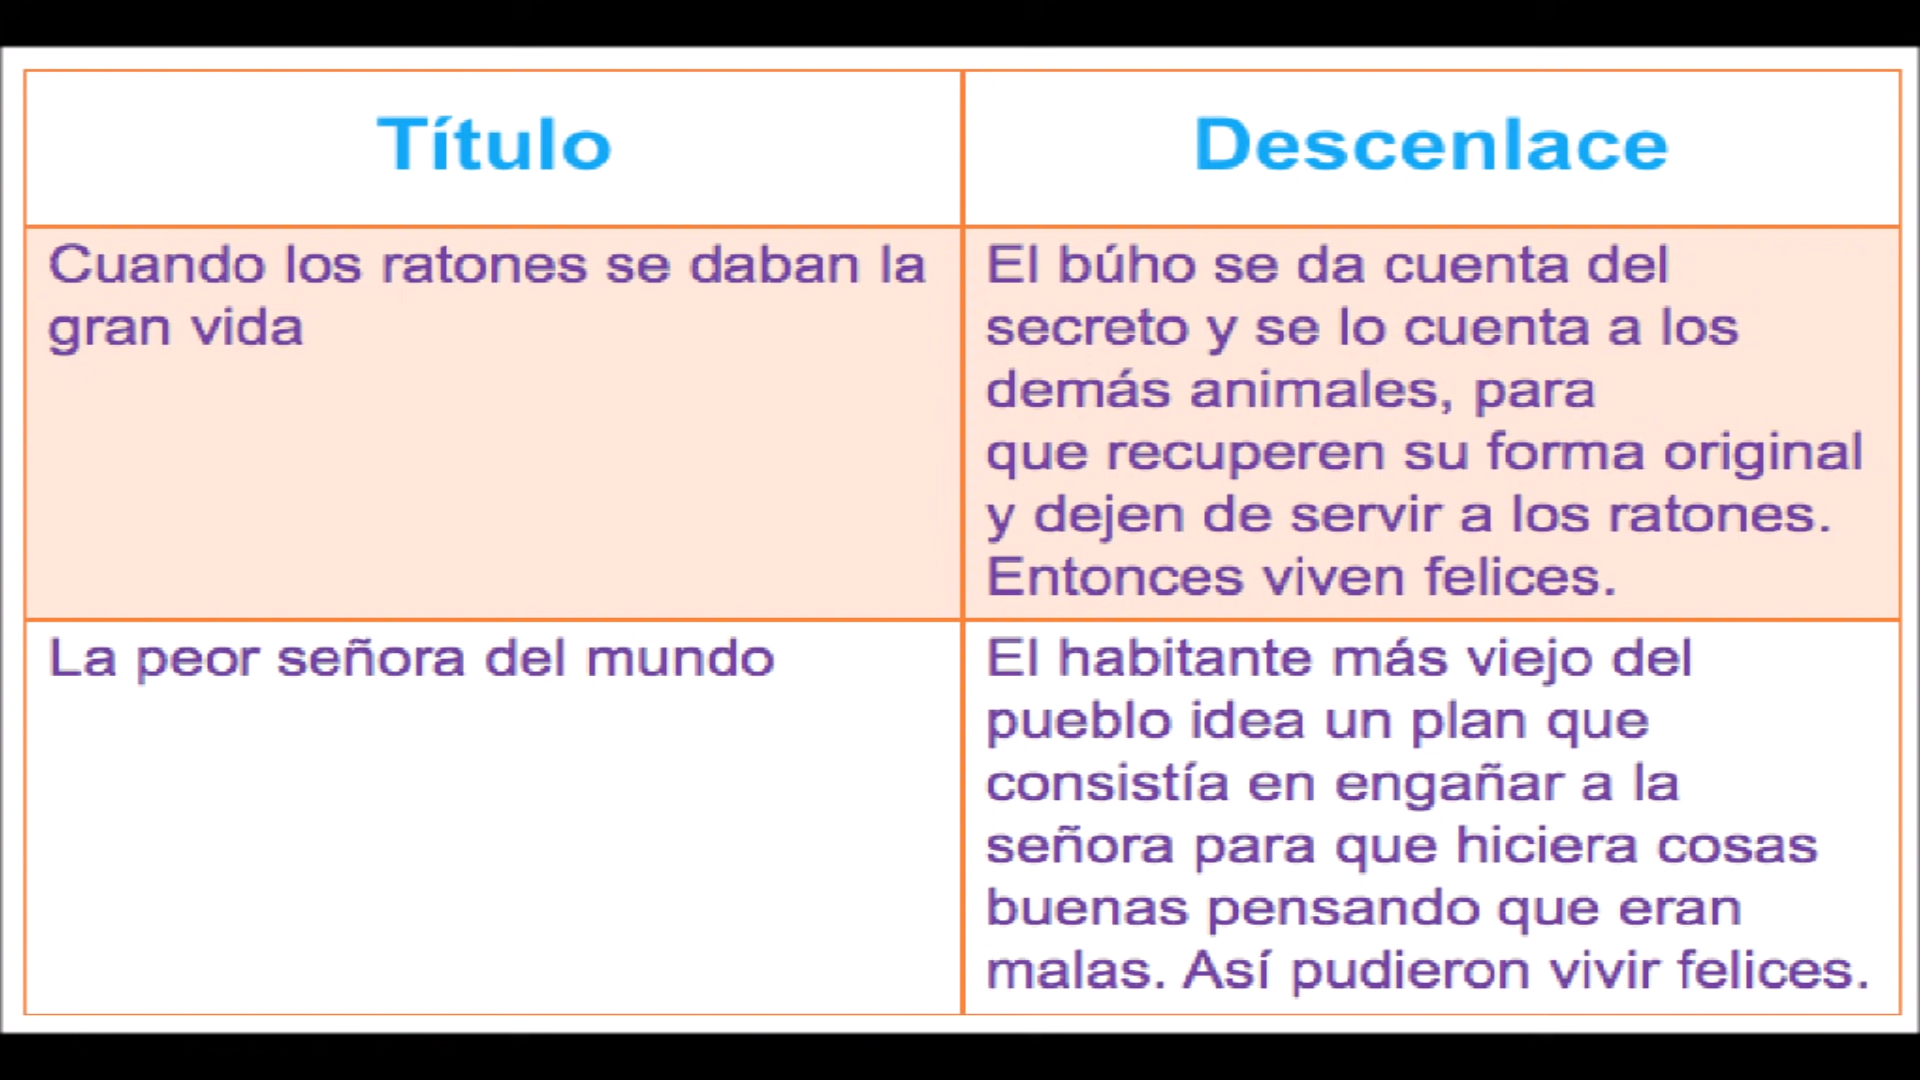 Título
Descenlace
Cuando los ratones se daban la
gran vida
El búho se da cuenta del
secreto y se lo cuenta a los
demás animales, para
que recuperen su forma original
y dejen de servir a los ratones.
Entonces viven felices.
La peor señora del mundo
El habitante más viejo del
pueblo idea un plan que
consistía en engañar a la
señora para que hiciera cosas
buenas pensando que eran
malas. Así pudieron vivir felices.